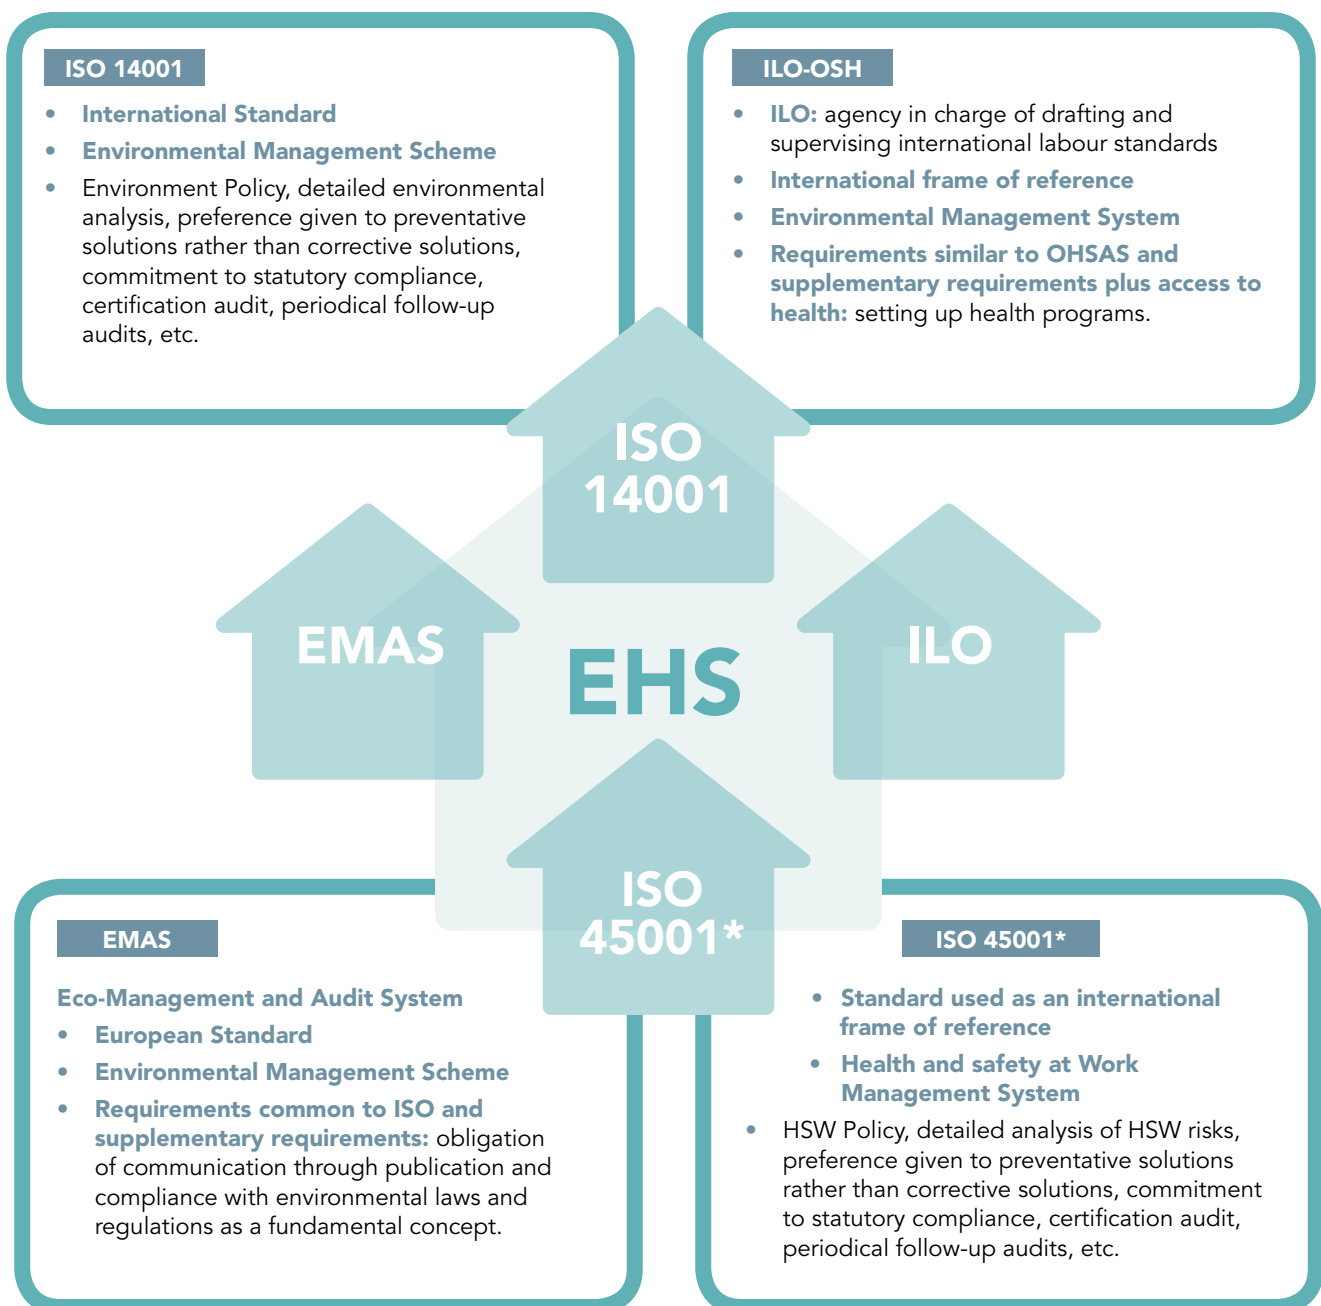 ISO 14001
• International Standard
• Environmental Management Scheme
• Environment Policy, detailed environmental
analysis, preference given to preventative
solutions rather than corrective solutions,
commitment to statutory compliance,
certification audit, periodical follow-up
audits, etc.
ILO-OSH
• ILO: agency in charge of drafting and
supervising international labour standards
• International frame of reference
• Environmental Management System
• Requirements similar to OHSAS and
supplementary requirements plus access to
health: setting up health programs.
ISO
14001
EMAS
EHS
ILO
ISO
45001*
EMAS
Eco-Management and Audit System
• European Standard
• Environmental Management Scheme
• Requirements common to ISO and
supplementary requirements: obligation
of communication through publication and
compliance with environmental laws and
regulations as a fundamental concept.
ISO 45001*
• Standard used as an international
frame of reference
• Health and safety at Work
Management System
• HSW Policy, detailed analysis of HSW risks,
preference given to preventative solutions
rather than corrective solutions, commitment
to statutory compliance, certification audit,
periodical follow-up audits, etc.